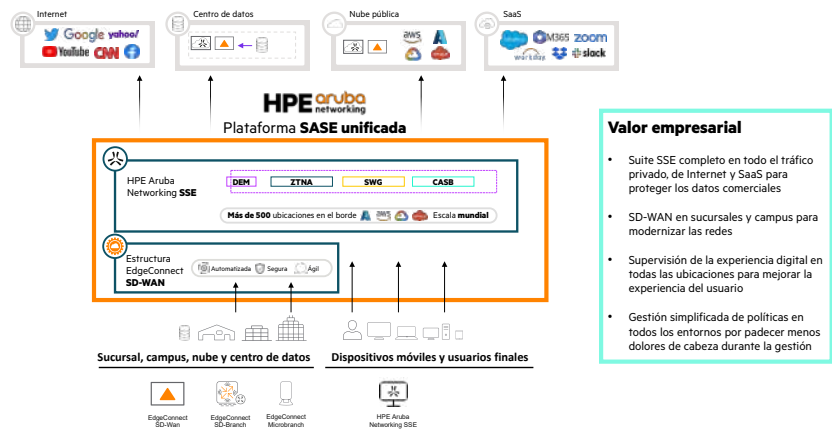 Internet
Centro de datos
Nube pública
SaaS
Google yahoo!
YouTube CNN
aws
M365 zoom
workday slack
HPE aruba
networking
Plataforma SASE unificada
HPE Aruba
Networking SSE
DEM ZTNA SWG CASB
Más de 500 ubicaciones en el borde aws Escala mundial
Estructura
EdgeConnect
SD-WAN
Automatizada Segura Ágil
Sucursal, campus, nube y centro de datos
Dispositivos móviles y usuarios finales
EdgeConnect
SD-Wan
EdgeConnect
SD-Branch
EdgeConnect
Microbranch
HPE Aruba
Networking SSE
Valor empresarial
• Suite SSE completo en todo el tráfico
privado, de Internet y SaaS para
proteger los datos comerciales
• SD-WAN en sucursales y campus para
modernizar las redes
• Supervisión de la experiencia digital en
todas las ubicaciones para mejorar la
experiencia del usuario
• Gestión simplificada de políticas en
todos los entornos por padecer menos
dolores de cabeza durante la gestión